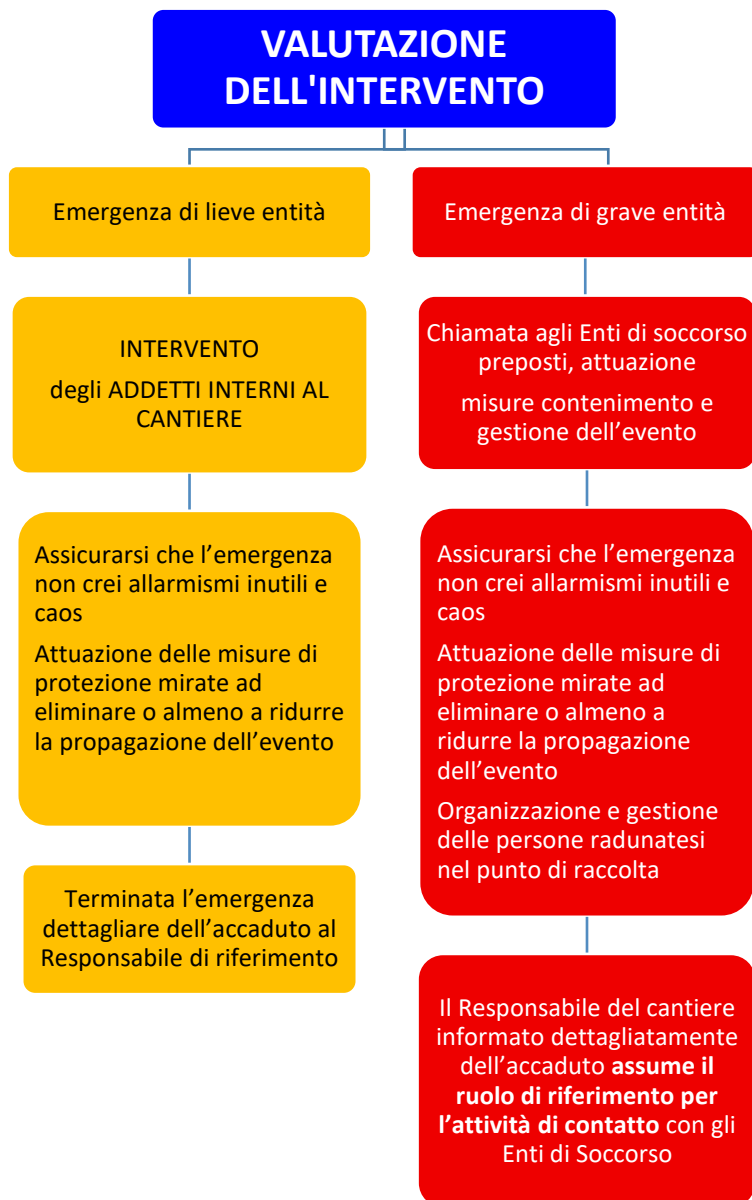 VALUTAZIONE
DELL'INTERVENTO
Emergenza di lieve entità
INTERVENTO
degli ADDETTI INTERNI AL
CANTIERE
Assicurarsi che l’emergenza
non crei allarmismi inutili e
caos
Attuazione delle misure di
protezione mirate ad
eliminare o almeno a ridurre
la propagazione dell’evento
Terminata l’emergenza
dettagliare dell’accaduto al
Responsabile di riferimento
Emergenza di grave entità
Chiamata agli Enti di soccorso
preposti, attuazione
misure contenimento e
gestione dell’evento
Assicurarsi che l’emergenza
non crei allarmismi inutili e
caos
Attuazione delle misure di
protezione mirate ad
eliminare o almeno a
ridurre la propagazione
dell’evento
Organizzazione e gestione
delle persone radunatesi
nel punto di raccolta
Il Responsabile del cantiere
informato dettagliatamente
dell’accaduto assume il
ruolo di riferimento per
l’attività di contatto con gli
Enti di Soccorso